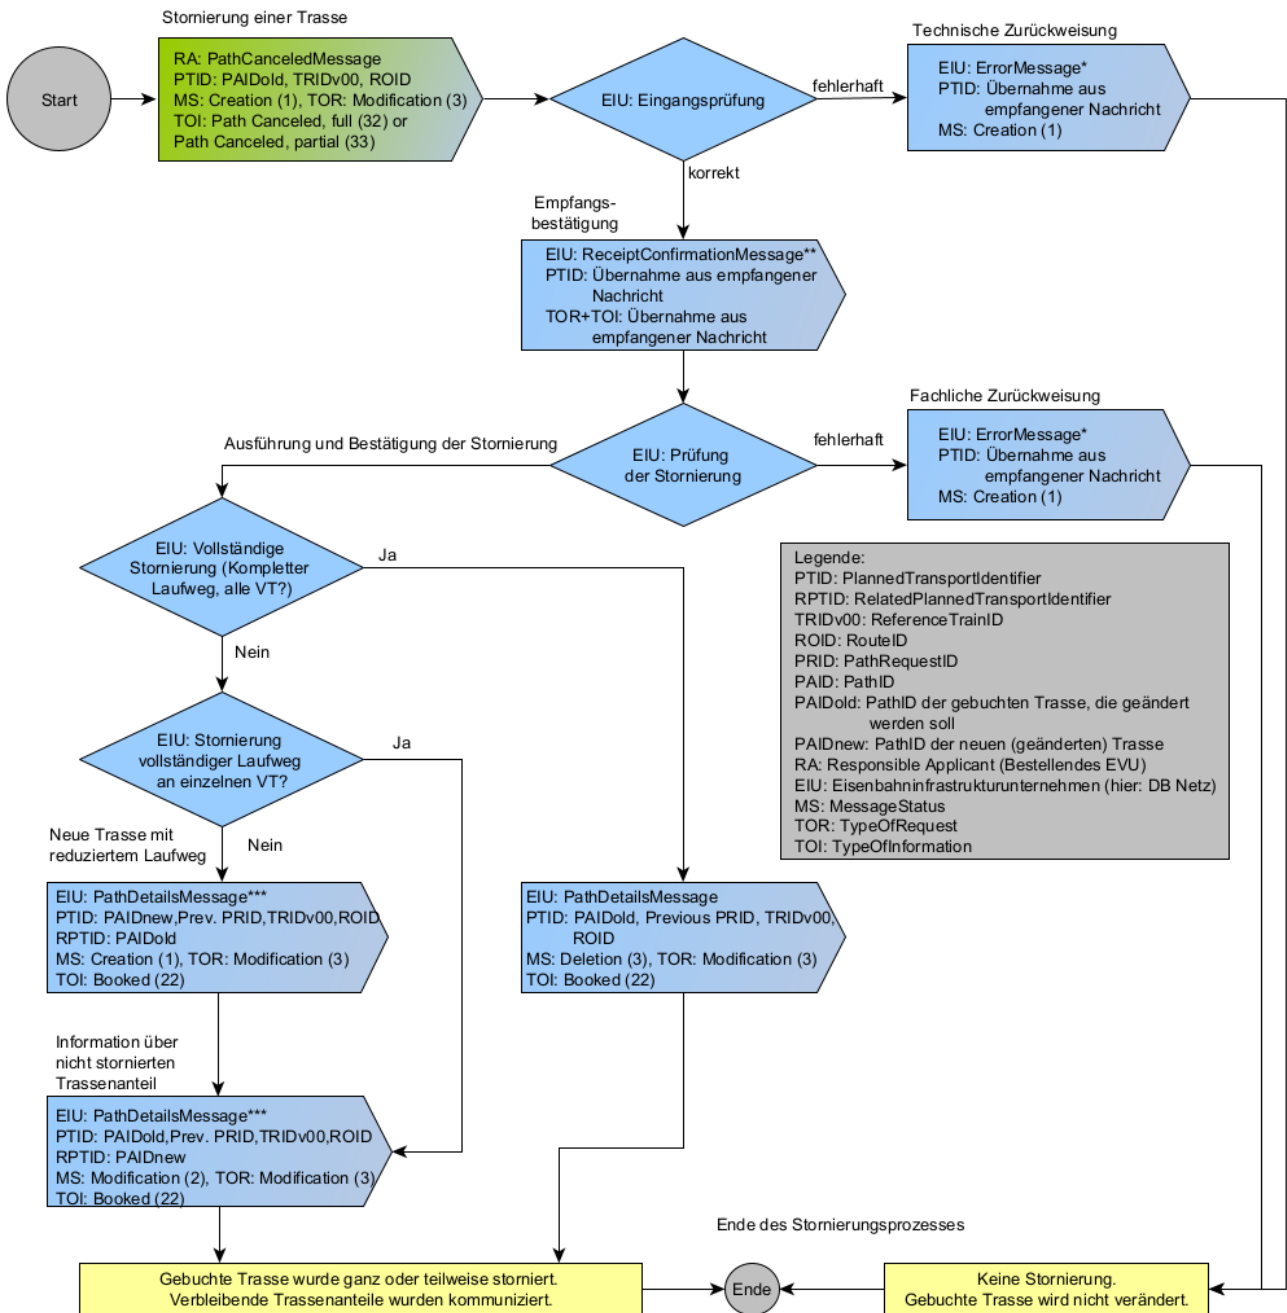 Stornierung einer Trasse
Start
RA: PathCanceledMessage
PTID: PAIDold, TRIDv00, ROID
MS: Creation (1), TOR: Modification (3)
TOI: Path Canceled, full (32) or
Path Canceled, partial (33)
EIU: Eingangsprüfung
fehlerhaft
Technische Zurückweisung
EIU: ErrorMessage*
PTID: Übernahme aus
empfangener Nachricht
MS: Creation (1)
korrekt
Empfangs-
bestätigung
EIU: ReceiptConfirmationMessage**
PTID: Übernahme aus empfangener
Nachricht
TOR+TOI: Übernahme aus
empfangener Nachricht
EIU: Prüfung
der Stornierung
fehlerhaft
Fachliche Zurückweisung
EIU: ErrorMessage*
PTID: Übernahme aus
empfangener Nachricht
MS: Creation (1)
Ausführung und Bestätigung der Stornierung
EIU: Vollständige
Stornierung (Kompletter
Laufweg, alle VT?)
Ja
Nein
EIU: Stornierung
vollständiger Laufweg
an einzelnen VT?
Ja
Nein
Legende:
PTID: PlannedTransportIdentifier
RPTID: RelatedPlannedTransportIdentifier
TRIDv00: ReferenceTrainID
ROID: RouteID
PRID: PathRequestID
PAID: PathID
PAIDold: PathID der gebuchten Trasse, die geändert
werden soll
PAIDnew: PathID der neuen (geänderten) Trasse
RA: Responsible Applicant (Bestellendes EVU)
EIU: Eisenbahninfrastrukturunternehmen (hier: DB Netz)
MS: MessageStatus
TOR: TypeOfRequest
TOI: TypeOfInformation
Neue Trasse mit
reduziertem Laufweg
EIU: PathDetailsMessage***
PTID: PAIDnew,Prev. PRID,TRIDv00,ROID
RPTID: PAIDold
MS: Creation (1), TOR: Modification (3)
TOI: Booked (22)
EIU: PathDetailsMessage
PTID: PAIDold, Previous PRID, TRIDv00,
ROID
MS: Deletion (3), TOR: Modification (3)
TOI: Booked (22)
Information über
nicht stornierten
Trassenanteil
EIU: PathDetailsMessage***
PTID: PAIDold,Prev. PRID,TRIDv00,ROID
RPTID: PAIDnew
MS: Modification (2), TOR: Modification (3)
TOI: Booked (22)
Ende des Stornierungsprozesses
Gebuchte Trasse wurde ganz oder teilweise storniert.
Verbleibende Trassenanteile wurden kommuniziert.
Ende
Keine Stornierung.
Gebuchte Trasse wird nicht verändert.